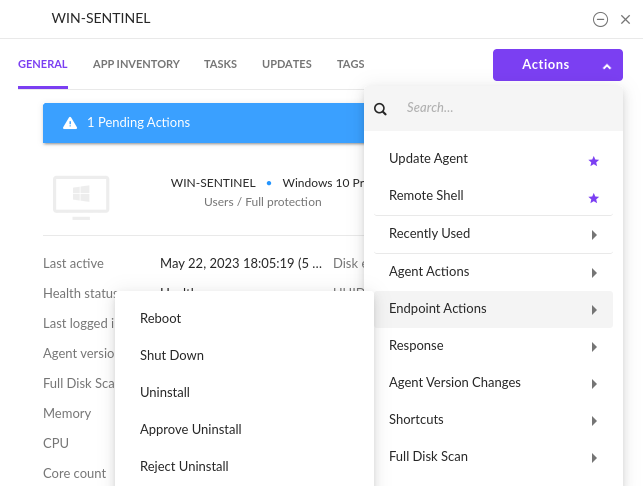 WIN-SENTINEL
GENERAL APP INVENTORY TASKS UPDATES TAGS Actions
Search...
1 Pending Actions
Update Agent
Remote Shell
WIN-SENTINEL • Windows 10 Pr
Users / Full protection
Recently Used
Last active May 22, 2023 18:05:19 (5 ... Disk e
Agent Actions
Health status
Endpoint Actions
Last logged i
Reboot
Response
Agent versio
Shut Down
Agent Version Changes
Full Disk Sca
Uninstall
Memory
Shortcuts
Approve Uninstall
CPU
Full Disk Scan
Reject Uninstall
Core count